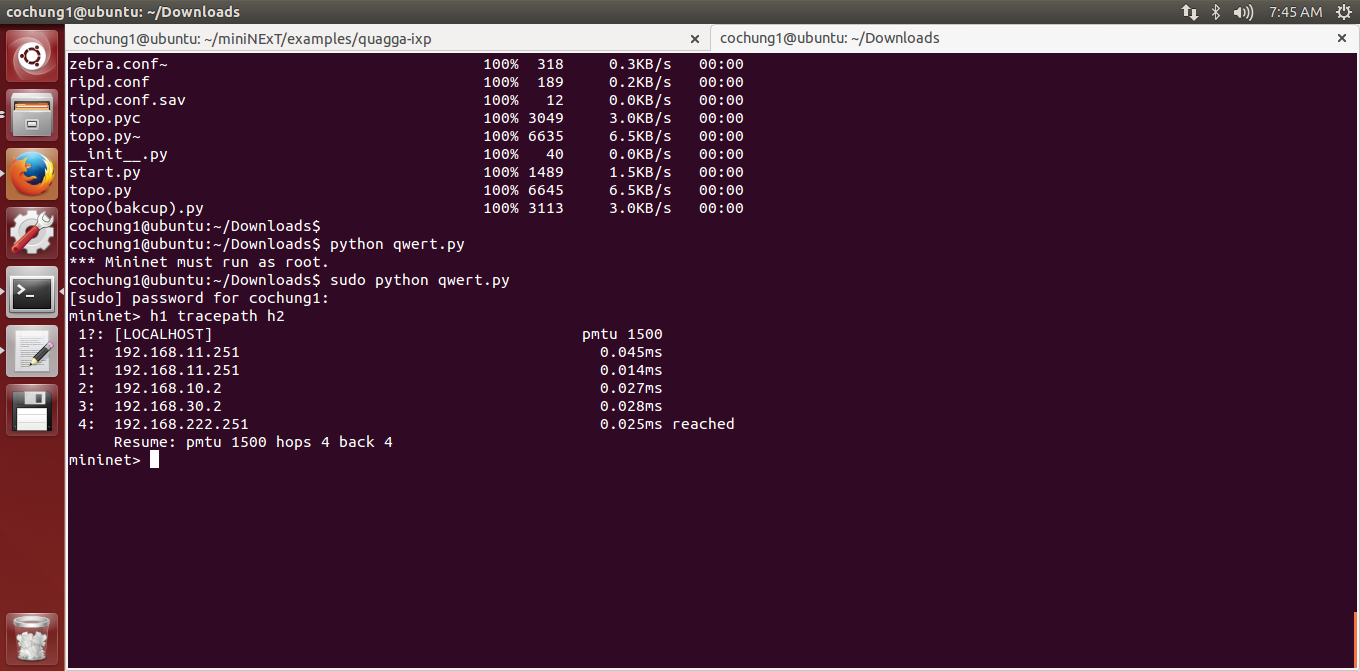 cochung1@ubuntu: ~/Downloads
7:45 AM
cochung1@ubuntu: ~/miniNExT/examples/quagga-ixp
cochung1@ubuntu: ~/Downloads
zebra.conf~ 100% 318 0.3KB/s 00:00
ripd.conf 100% 189 0.2KB/s 00:00
ripd.conf.sav 100% 12 0.0KB/s 00:00
topo.pyc 100% 3049 3.0KB/s 00:00
topo.py~ 100% 6635 6.5KB/s 00:00
__init__.py 100% 40 0.0KB/s 00:00
start.py 100% 1489 1.5KB/s 00:00
topo.py 100% 6645 6.5KB/s 00:00
topo(bakcup).py 100% 3113 3.0KB/s 00:00
cochung1@ubuntu:~/Downloads$
cochung1@ubuntu:~/Downloads$ python qwert.py
*** Mininet must run as root.
cochung1@ubuntu:~/Downloads$ sudo python qwert.py
[sudo] password for cochung1:
mininet> h1 tracepath h2
1?: [LOCALHOST] pmtu 1500
1: 192.168.11.251 0.045ms
1: 192.168.11.251 0.014ms
2: 192.168.10.2 0.027ms
3: 192.168.30.2 0.028ms
4: 192.168.222.251 0.025ms reached
Resume: pmtu 1500 hops 4 back 4
mininet>